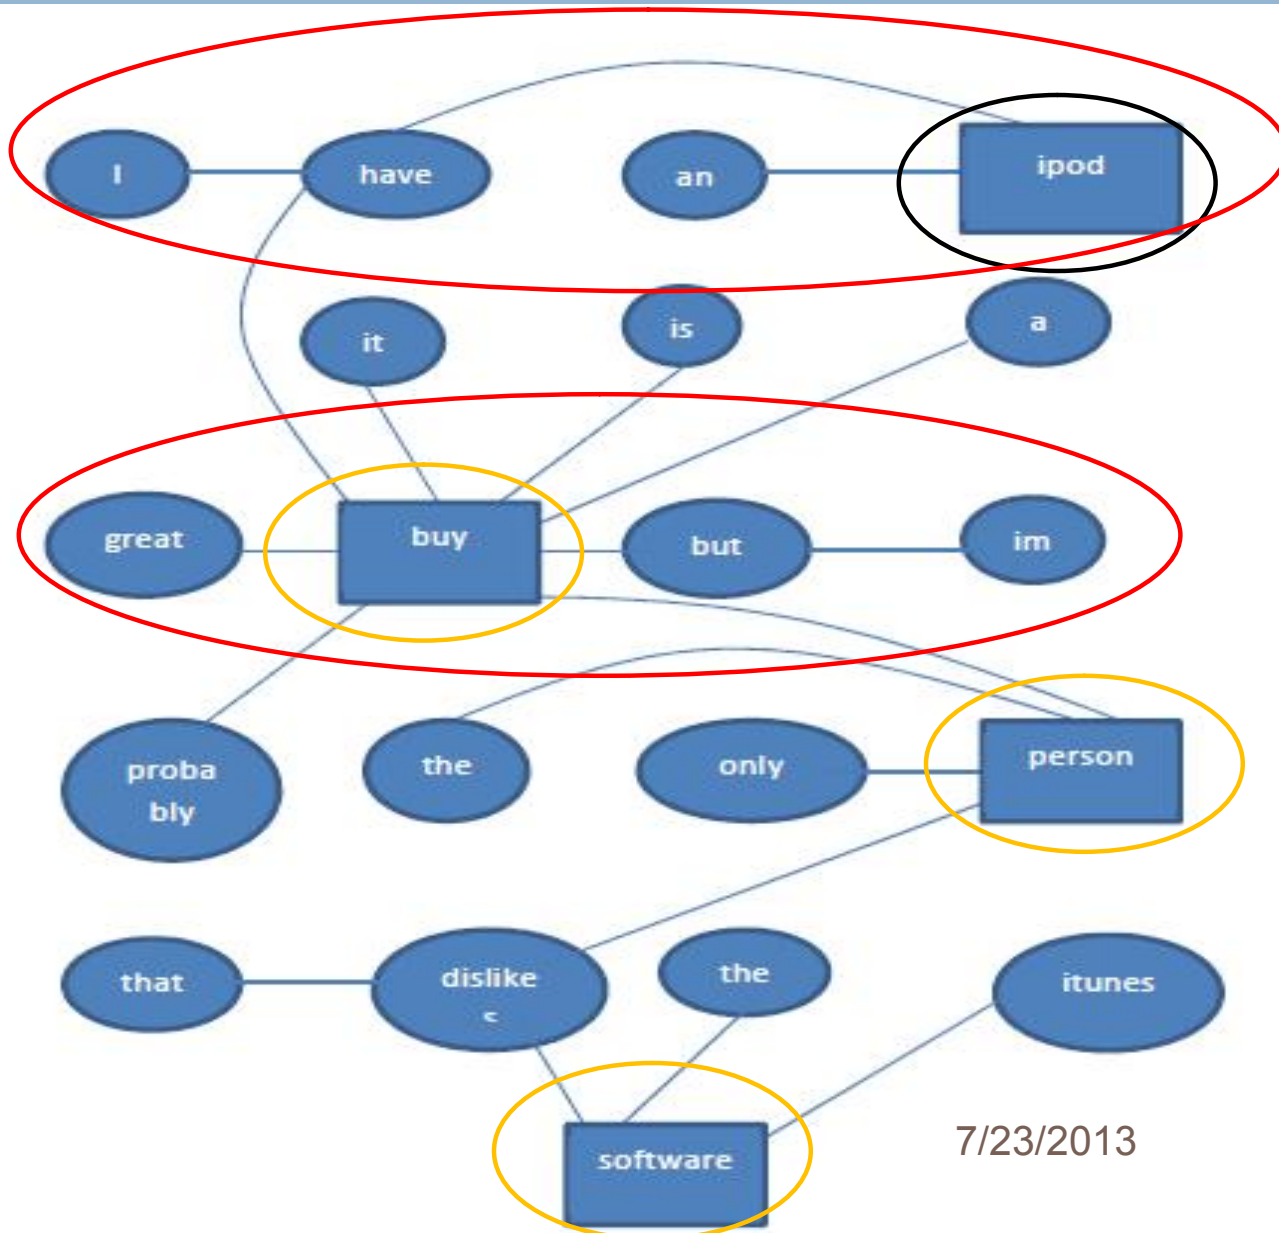 I have an ipod
it is a
great buy but im
proba
bly
the only person
that dislike
s
the itunes
software
7/23/2013